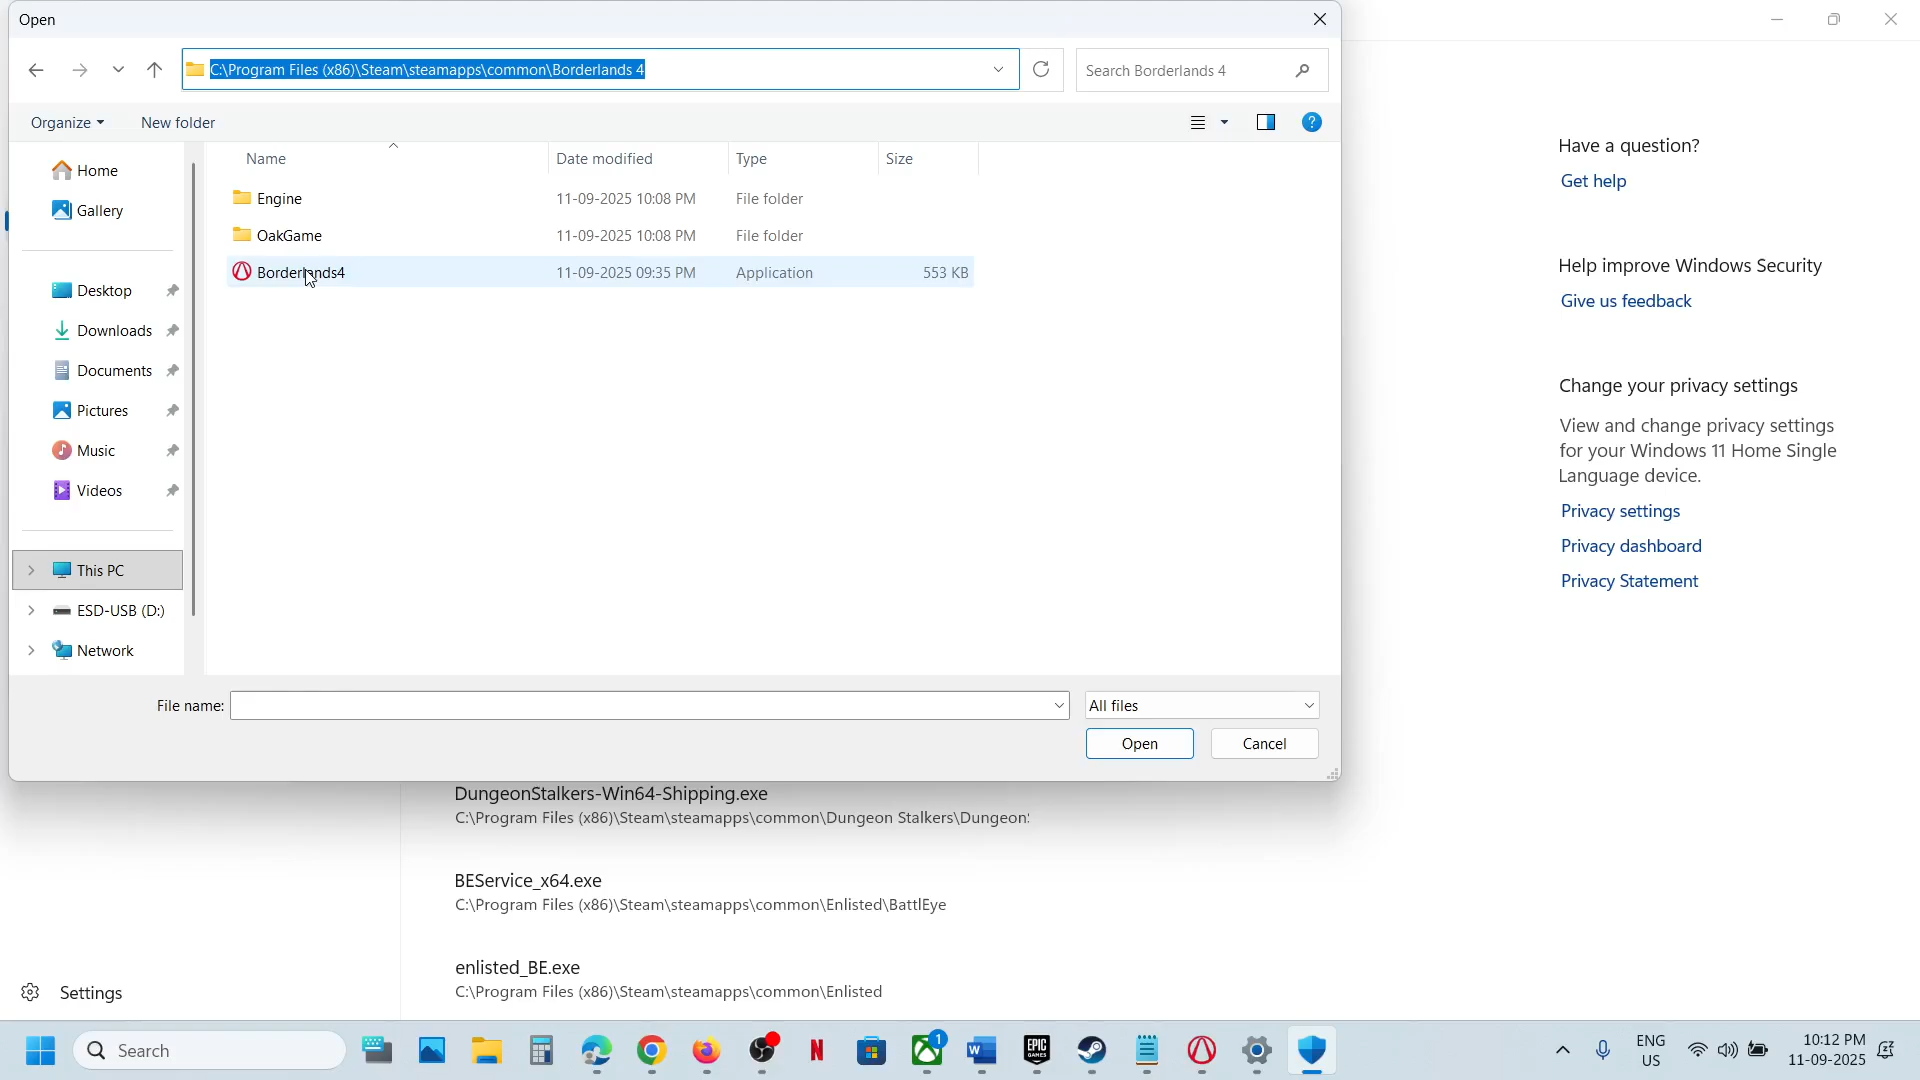 Open
C:\Program Files (x86)\Steam\steamapps\common\Borderlands 4
Search Borderlands 4
Organize
New folder
?
Name
Date modified
Type
Size
Engine
11-09-2025 10:08 PM
File folder
OakGame
11-09-2025 10:08 PM
File folder
Borderlands4
11-09-2025 09:35 PM
Application
553 KB
Home
Gallery
Desktop
Downloads
Documents
Pictures
Music
Videos
This PC
ESD-USB (D:)
Network
File name:
All files
Open
Cancel
Have a question?
Get help
Help improve Windows Security
Give us feedback
Change your privacy settings
View and change privacy settings
for your Windows 11 Home Single
Language device.
Privacy settings
Privacy dashboard
Privacy Statement
DungeonStalkers-Win64-Shipping.exe
C:\Program Files (x86)\Steam\steamapps\common\Dungeon Stalkers\Dungeon:
BEService_x64.exe
C:\Program Files (x86)\Steam\steamapps\common\Enlisted\BattlEye
enlisted_BE.exe
C:\Program Files (x86)\Steam\steamapps\common\Enlisted
Settings
Search
N
1
W
EPIC
GAMES
ENG
US
10:12 PM
11-09-2025